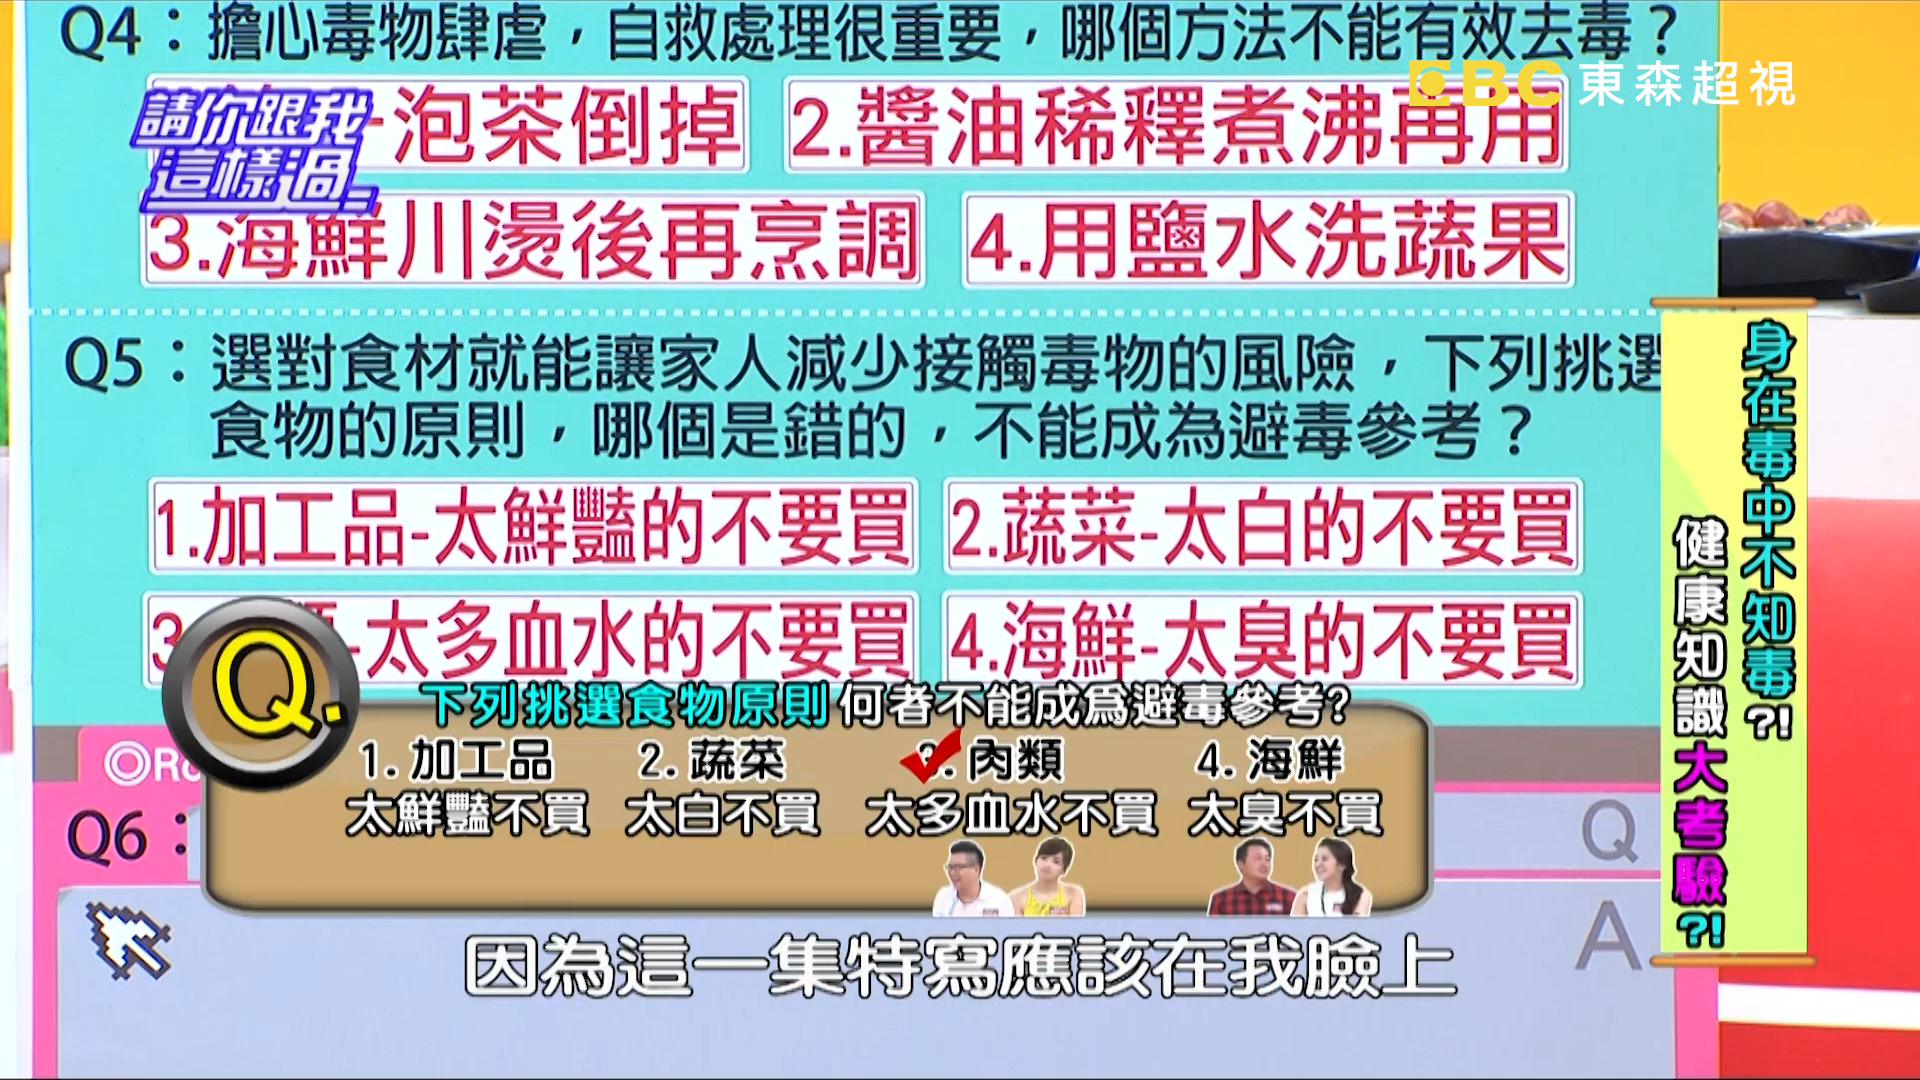 Q4：擔心毒物肆虐，自救處理很重要，哪個方法不能有效去毒？
EBC 東森超視
請你跟我
這樣過
泡茶倒掉
2.醬油稀釋煮沸再用
3.海鮮川燙後再烹調
4.用鹽水洗蔬果
Q5：選對食材就能讓家人減少接觸毒物的風險，下列挑選
食物的原則，哪個是錯的，不能成為避毒參考？
1.加工品-太鮮豔的不要買
2.蔬菜-太白的不要買
3.
-太多血水的不要買
4.海鮮-太臭的不要買
身在毒中不知毒?!
健康知識大考驗?!
Q.
下列挑選食物原則何者不能成為避毒參考?
1.加工品
太鮮豔不買
2.蔬菜
太白不買
3.肉類
太多血水不買
4.海鮮
太臭不買
Q6：
Q
A
因為這一集特寫應該在我臉上